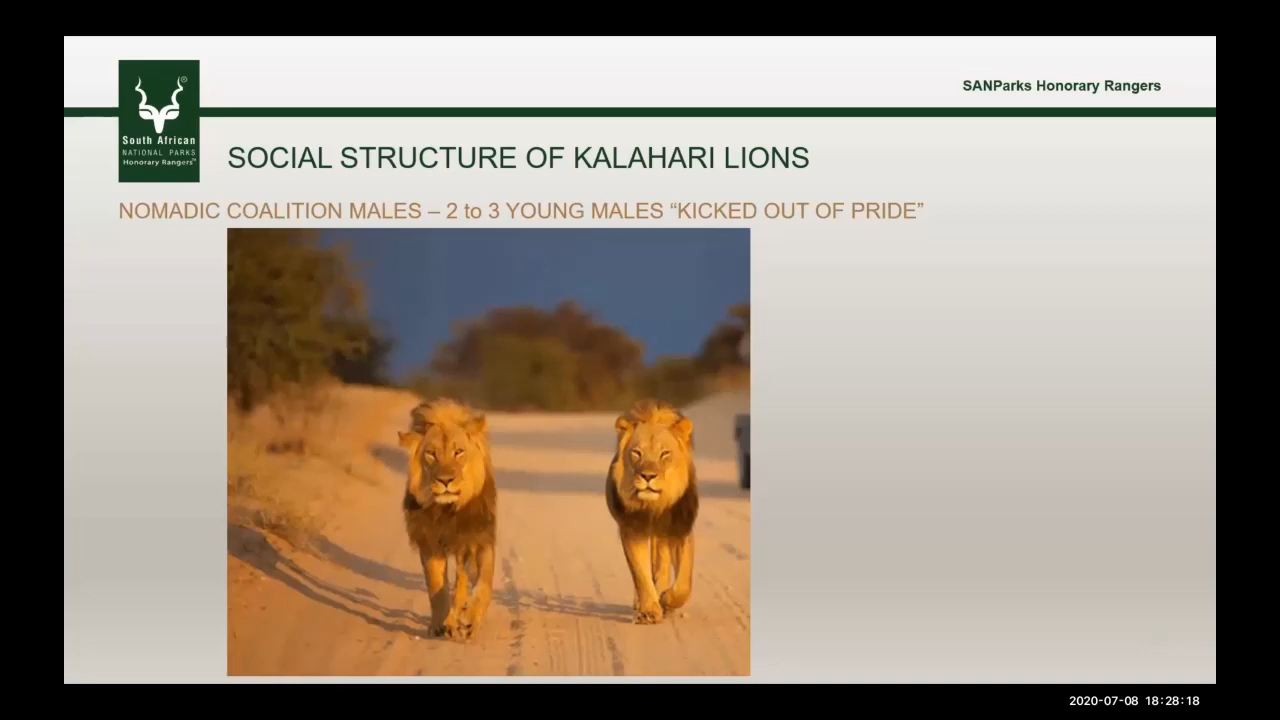 SANParks Honorary Rangers
South African
NATIONAL PARKS
Honorary Rangers™
SOCIAL STRUCTURE OF KALAHARI LIONS
NOMADIC COALITION MALES – 2 to 3 YOUNG MALES “KICKED OUT OF PRIDE”
2020-07-08 18:28:18